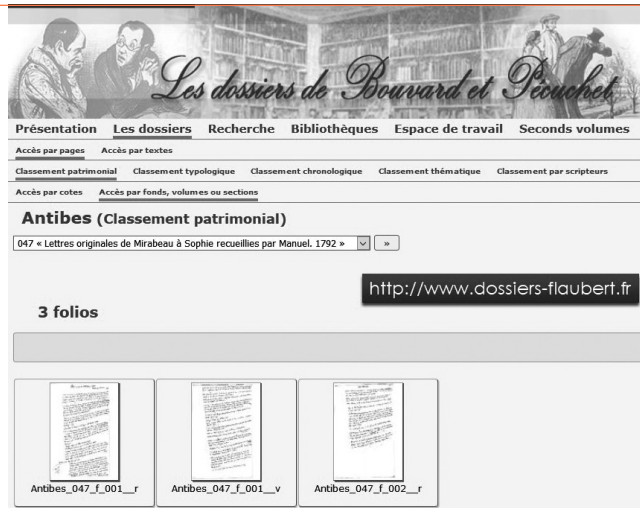 Les dossiers de Bouvard et Pécuchet
Présentation Les dossiers Recherche Bibliothèques Espace de travail Seconds volumes
Accès par pages Accès par textes
Classement patrimonial Classement typologique Classement chronologique Classement thématique Classement par scripteurs
Accès par cotes Accès par fonds, volumes ou sections
Antibes (Classement patrimonial)
047 « Lettres originales de Mirabeau à Sophie recueillies par Manuel. 1792 » »
http://www.dossiers-flaubert.fr
3 folios
Antibes_047_f_001__r Antibes_047_f_001__v Antibes_047_f_002__r